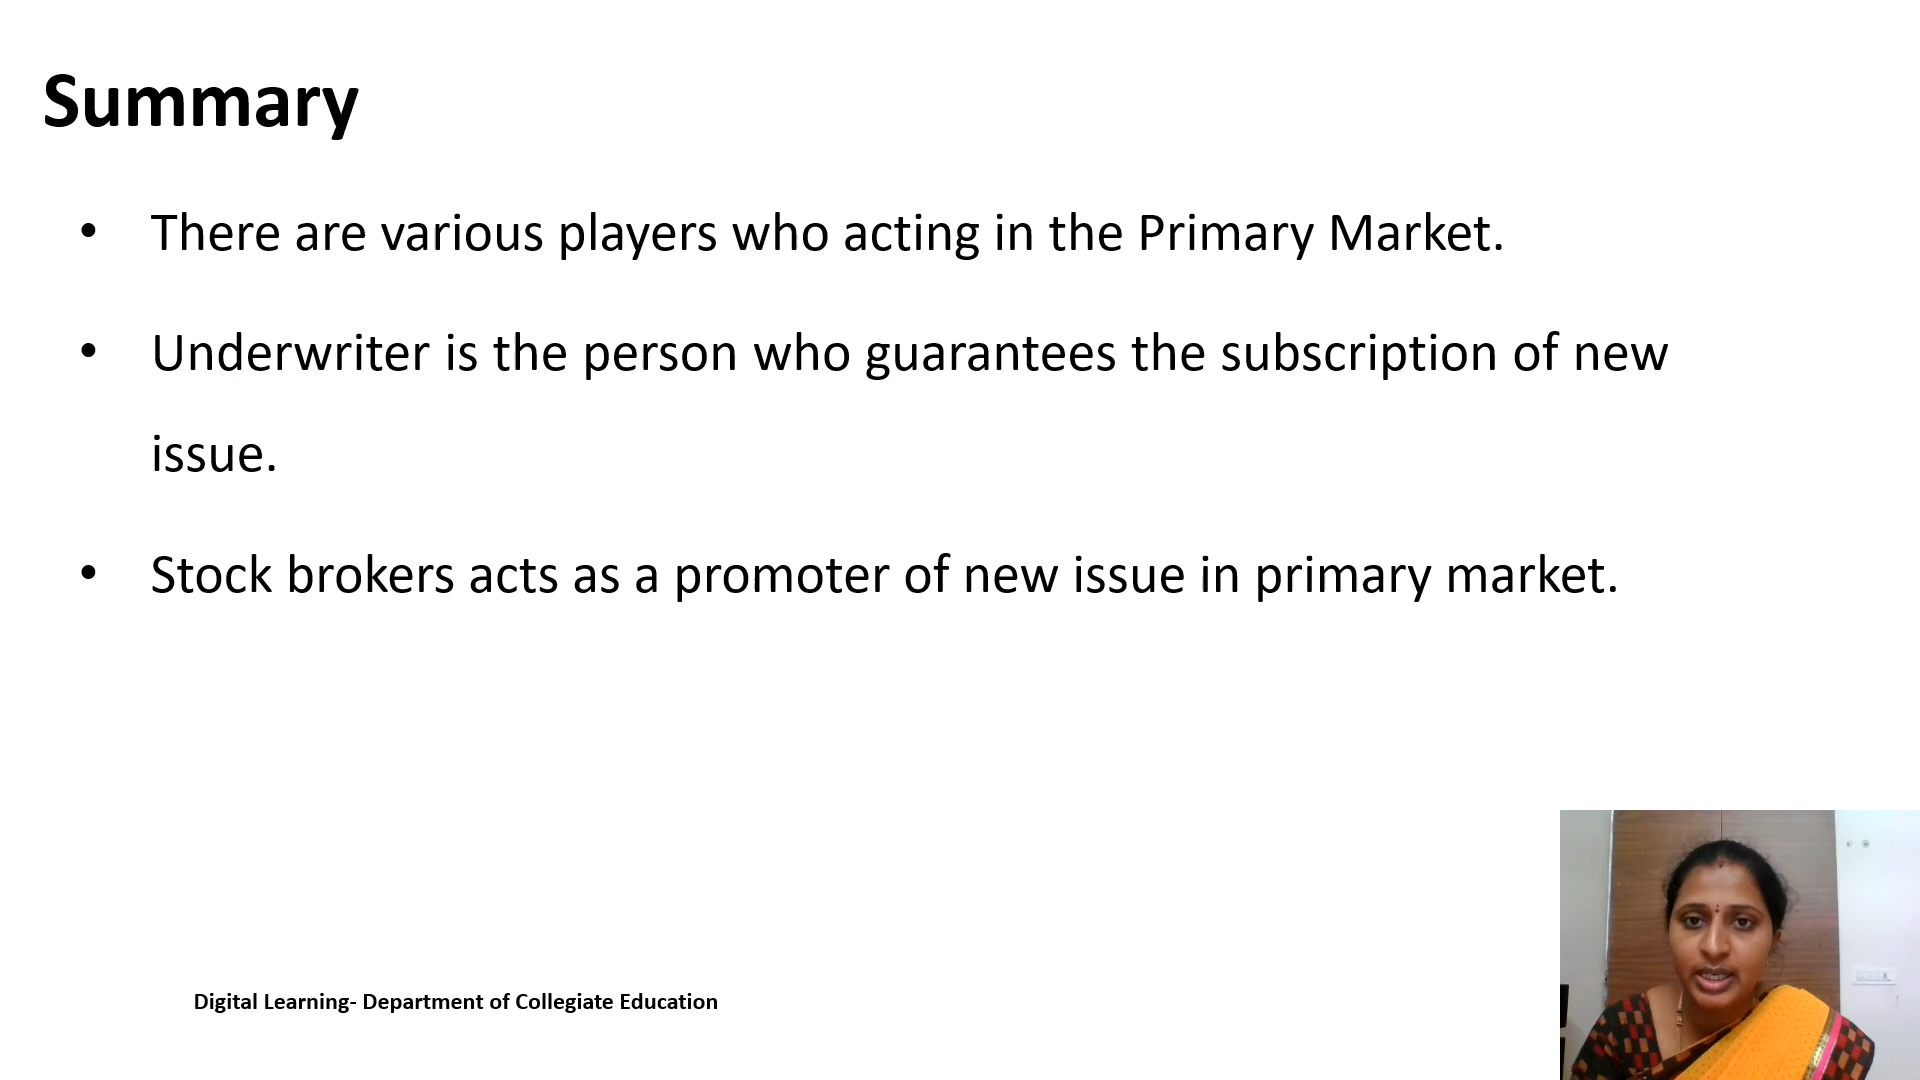 Summary
• There are various players who acting in the Primary Market.
• Underwriter is the person who guarantees the subscription of new
issue.
• Stock brokers acts as a promoter of new issue in primary market.
Digital Learning- Department of Collegiate Education